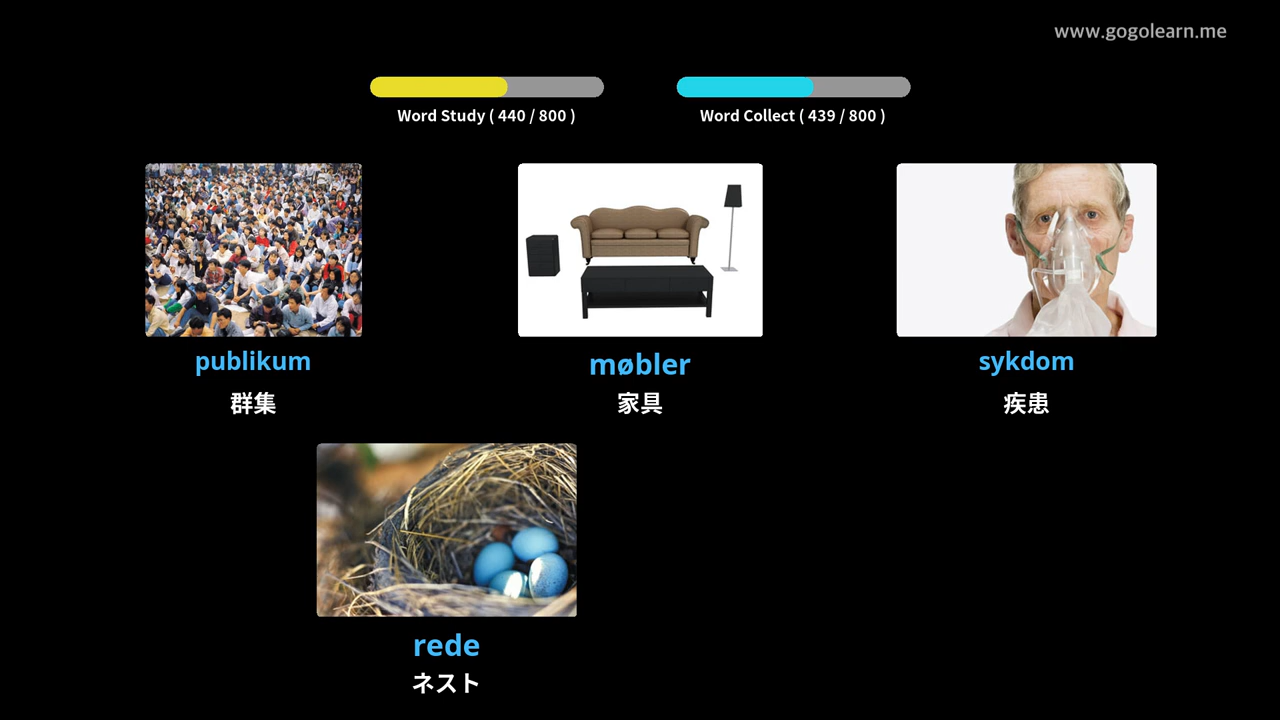 www.gogolearn.me
Word Study ( 440 / 800 )
Word Collect ( 439 / 800 )
publikum
群集
møbler
家具
sykdom
疾患
rede
ネスト